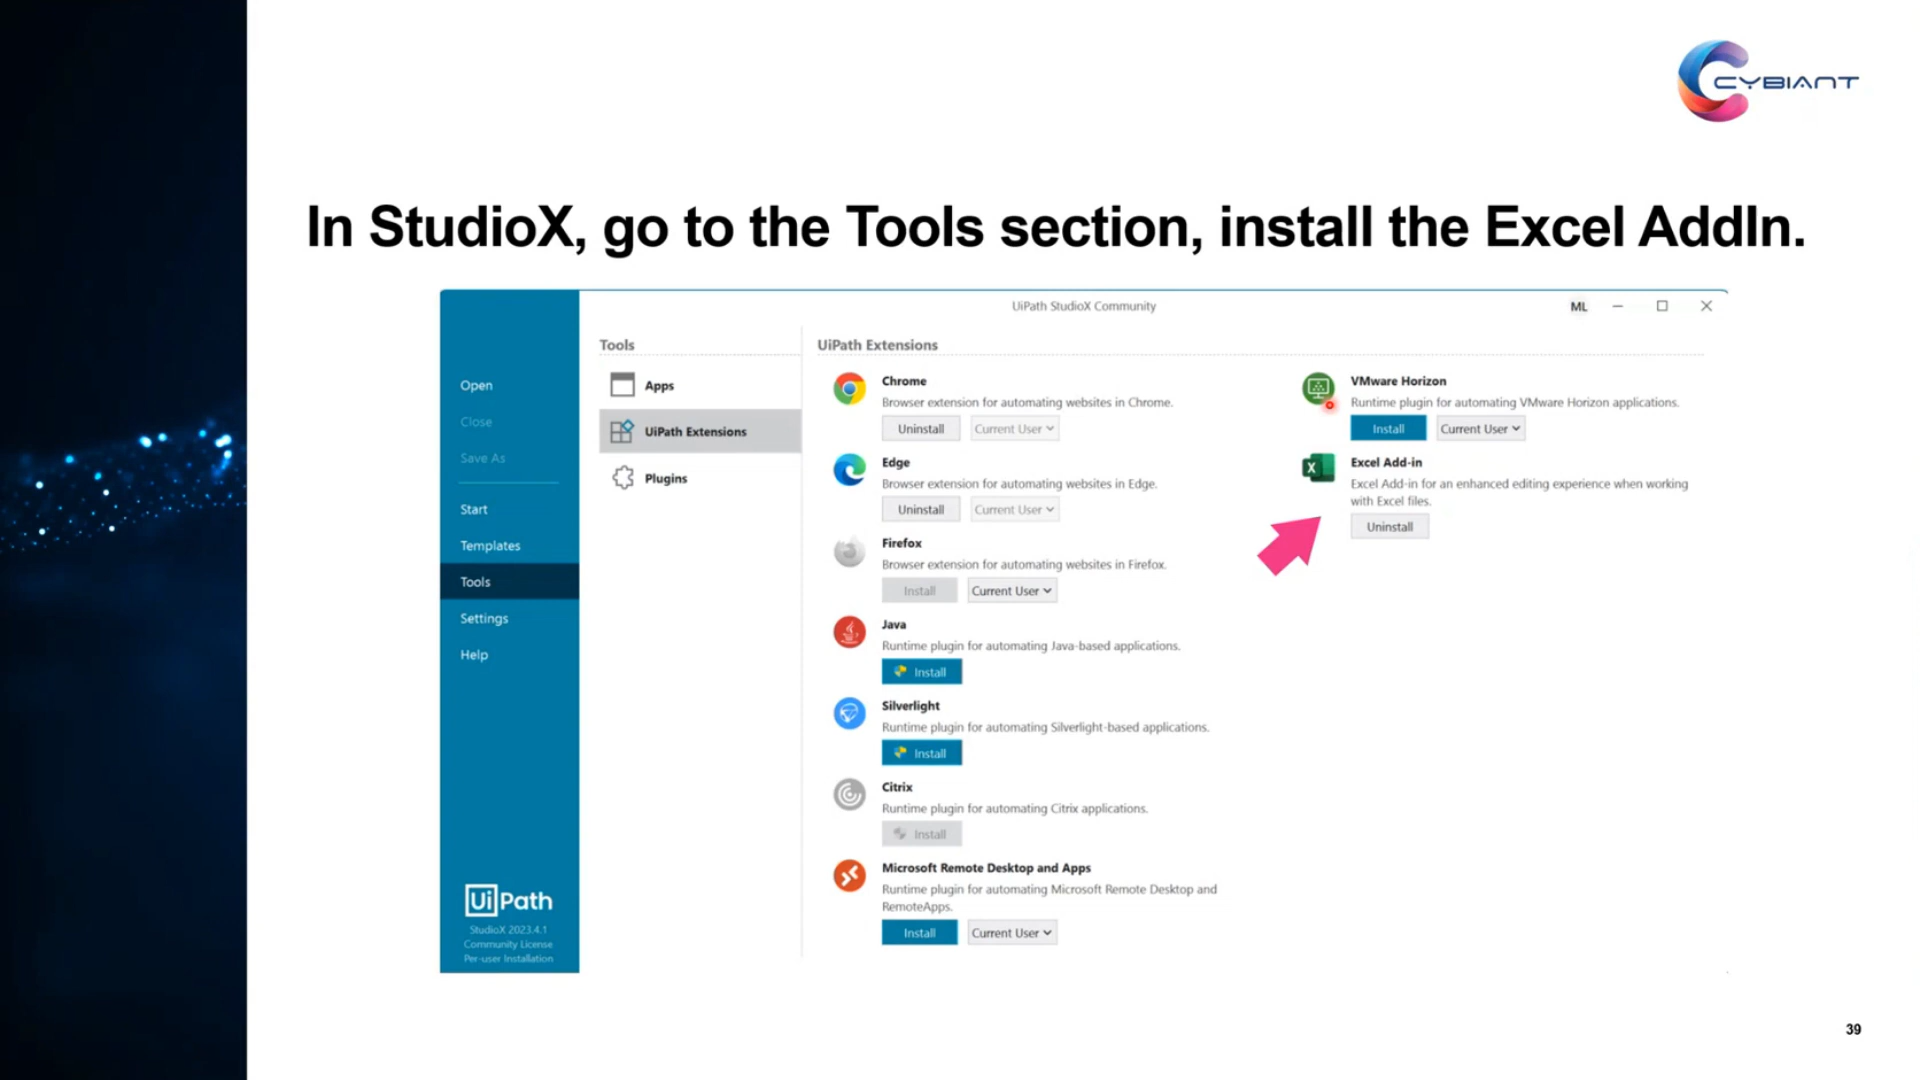 CYBIANT
In StudioX, go to the Tools section, install the Excel AddIn.
UiPath StudioX Community
ML
Open
Close
Save As
Start
Templates
Tools
Settings
Help
UiPath
StudioX 2023.4.1
Community License
Per-user Installation
Tools
Apps
UiPath Extensions
Plugins
UiPath Extensions
Chrome
Browser extension for automating websites in Chrome.
Uninstall
Current User
Edge
Browser extension for automating websites in Edge.
Uninstall
Current User
Firefox
Browser extension for automating websites in Firefox.
Install
Current User
Java
Runtime plugin for automating Java-based applications.
Install
Silverlight
Runtime plugin for automating Silverlight-based applications.
Install
Citrix
Runtime plugin for automating Citrix applications.
Install
Microsoft Remote Desktop and Apps
Runtime plugin for automating Microsoft Remote Desktop and
RemoteApps.
Install
Current User
VMware Horizon
Runtime plugin for automating VMware Horizon applications.
Install
Current User
Excel Add-in
Excel Add-in for an enhanced editing experience when working
with Excel files.
Uninstall
39